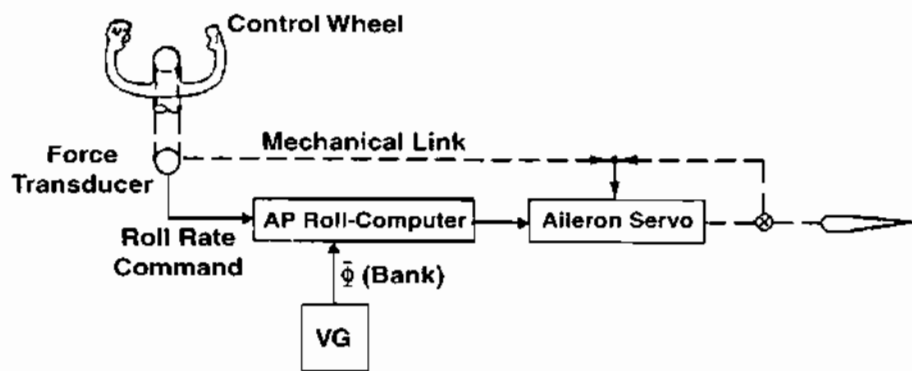 Control Wheel
Mechanical Link
Force
Transducer
AP Roll-Computer
Aileron Servo
Roll Rate
Command
Φ̄ (Bank)
VG